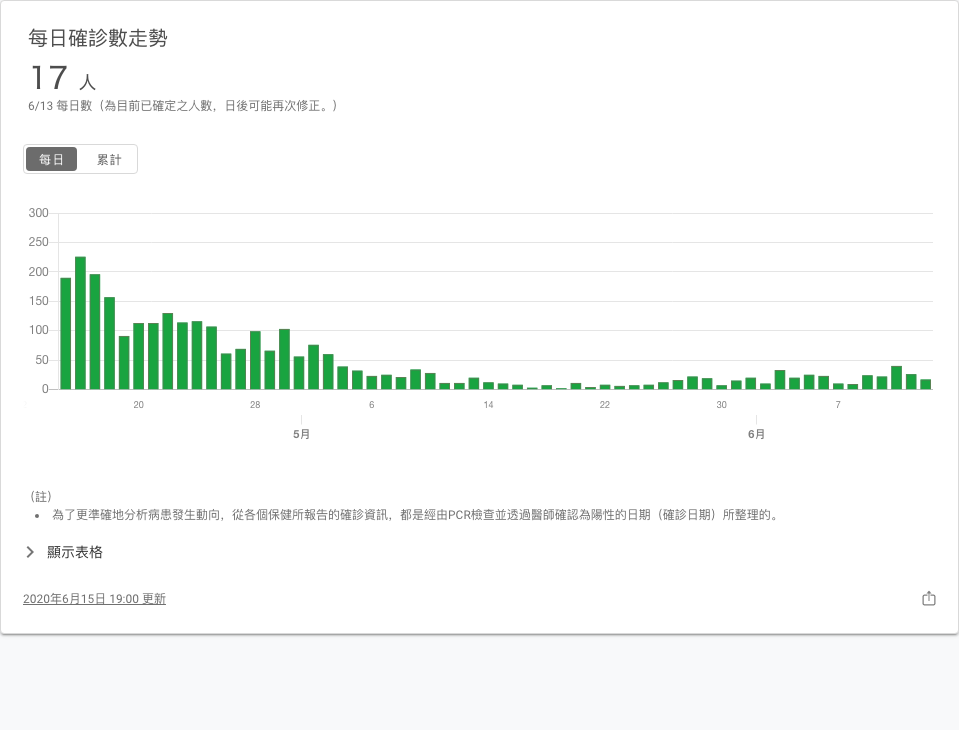 每日確診數走勢
17 人
6/13 每日數（為目前已確定之人數，日後可能再次修正。）
每日 累計
300
250
200
150
100
50
0
20 28 6 14 22 30 7
5月 6月
（註）
• 為了更準確地分析病患發生動向，從各個保健所報告的確診資訊，都是經由PCR檢查並透過醫師確認為陽性的日期（確診日期）所整理的。
顯示表格
2020年6月15日 19:00 更新